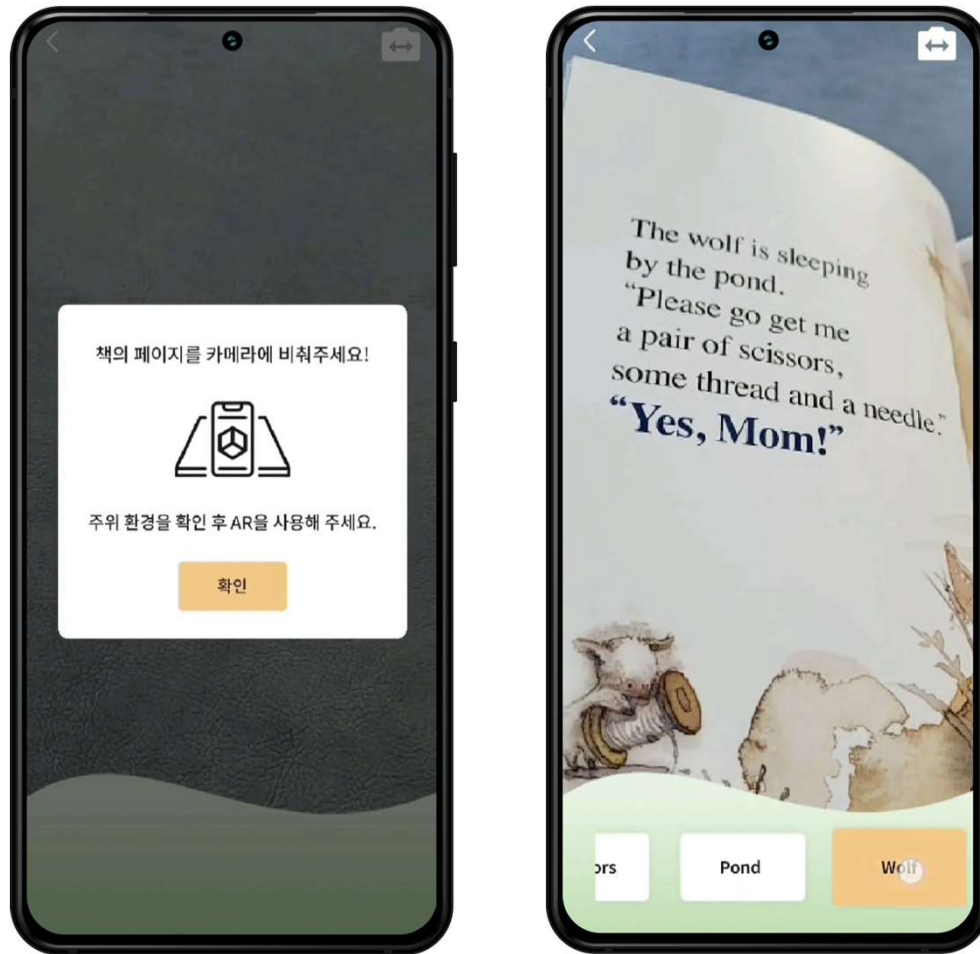 책의 페이지를 카메라에 비춰주세요!
주위 환경을 확인 후 AR을 사용해 주세요.
확인
The wolf is sleeping
by the pond.
“Please go get me
a pair of scissors,
some thread and a needle.”
“Yes, Mom!”
ors
Pond
Wolf